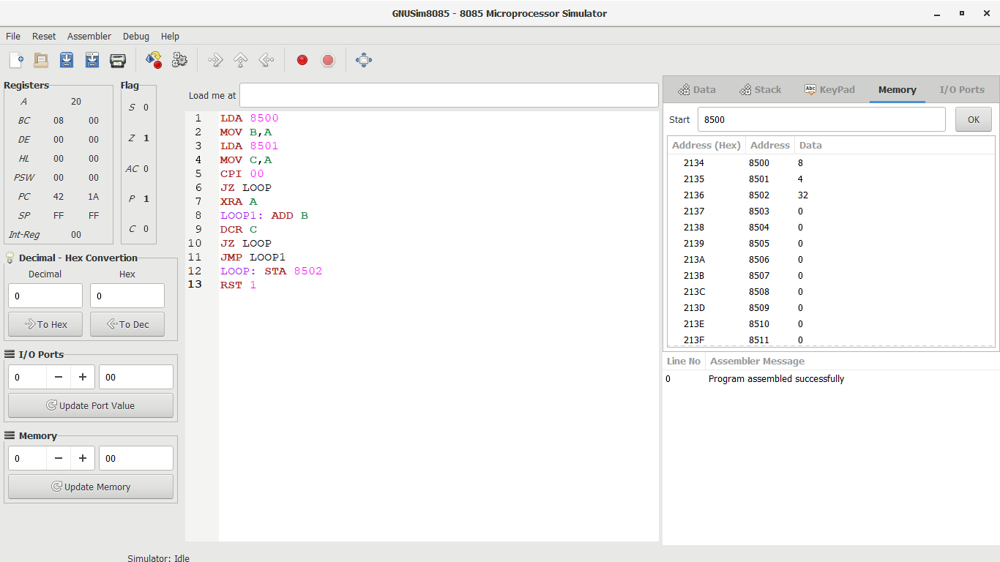 GNUSim8085 - 8085 Microprocessor Simulator
File Reset Assembler Debug Help
Registers
A 20
BC 08 00
DE 00 00
HL 00 00
PSW 00 00
PC 42 1A
SP FF FF
Int-Reg 00
Flag
S 0
Z 1
AC 0
P 1
C 0
Decimal - Hex Convertion
Decimal Hex
0 0
To Hex To Dec
I/O Ports
0 − + 00
Update Port Value
Memory
0 − + 00
Update Memory
Load me at
1 LDA 8500
2 MOV B,A
3 LDA 8501
4 MOV C,A
5 CPI 00
6 JZ LOOP
7 XRA A
8 LOOP1: ADD B
9 DCR C
10 JZ LOOP
11 JMP LOOP1
12 LOOP: STA 8502
13 RST 1
Data Stack Abc KeyPad Memory I/O Ports
Start 8500 OK
Address (Hex) Address Data
2134 8500 8
2135 8501 4
2136 8502 32
2137 8503 0
2138 8504 0
2139 8505 0
213A 8506 0
213B 8507 0
213C 8508 0
213D 8509 0
213E 8510 0
213F 8511 0
Line No Assembler Message
0 Program assembled successfully
Simulator: Idle